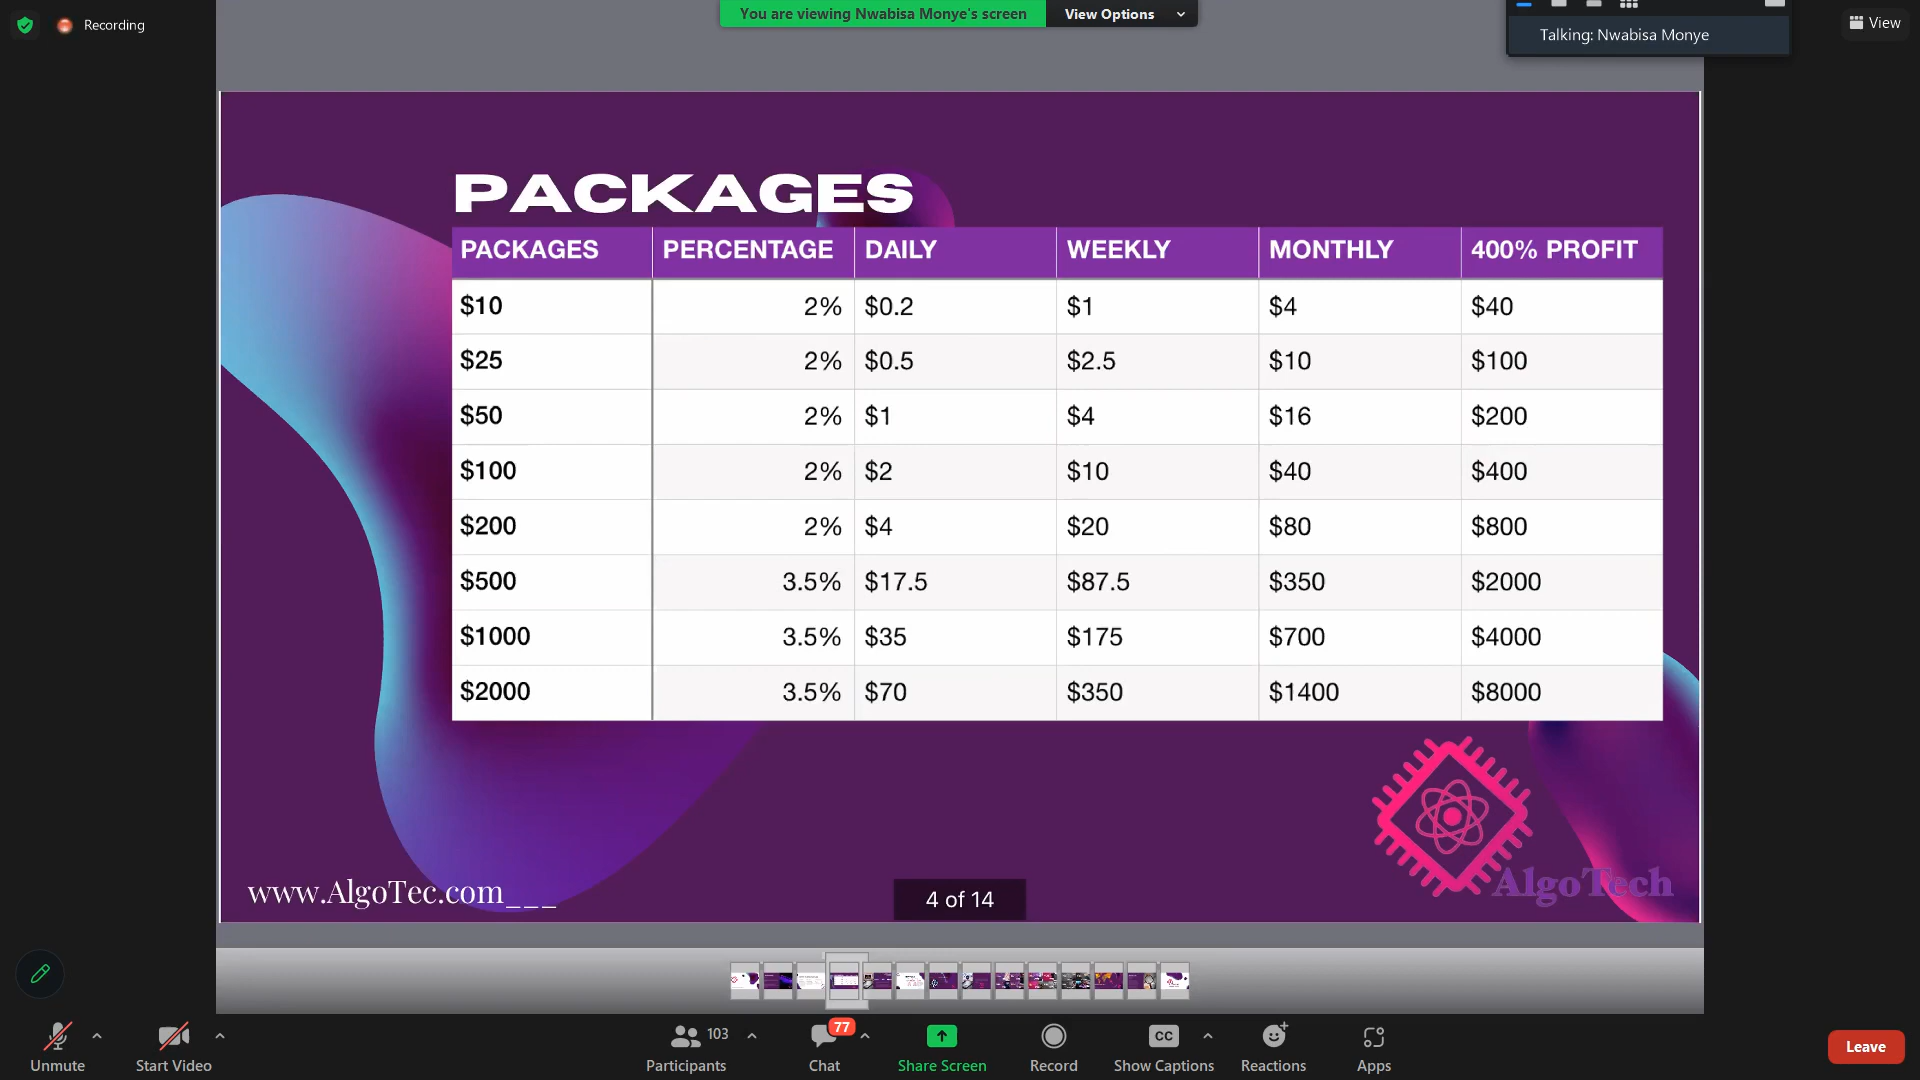 Recording
You are viewing Nwabisa Monye's screen
View Options
Talking: Nwabisa Monye
View
PACKAGES
PACKAGES PERCENTAGE DAILY WEEKLY MONTHLY 400% PROFIT
$10 2% $0.2 $1 $4 $40
$25 2% $0.5 $2.5 $10 $100
$50 2% $1 $4 $16 $200
$100 2% $2 $10 $40 $400
$200 2% $4 $20 $80 $800
$500 3.5% $17.5 $87.5 $350 $2000
$1000 3.5% $35 $175 $700 $4000
$2000 3.5% $70 $350 $1400 $8000
www.AlgoTec.com___
4 of 14
AlgoTech
Unmute
Start Video
103
Participants
77
Chat
Share Screen
Record
CC
Show Captions
Reactions
Apps
Leave